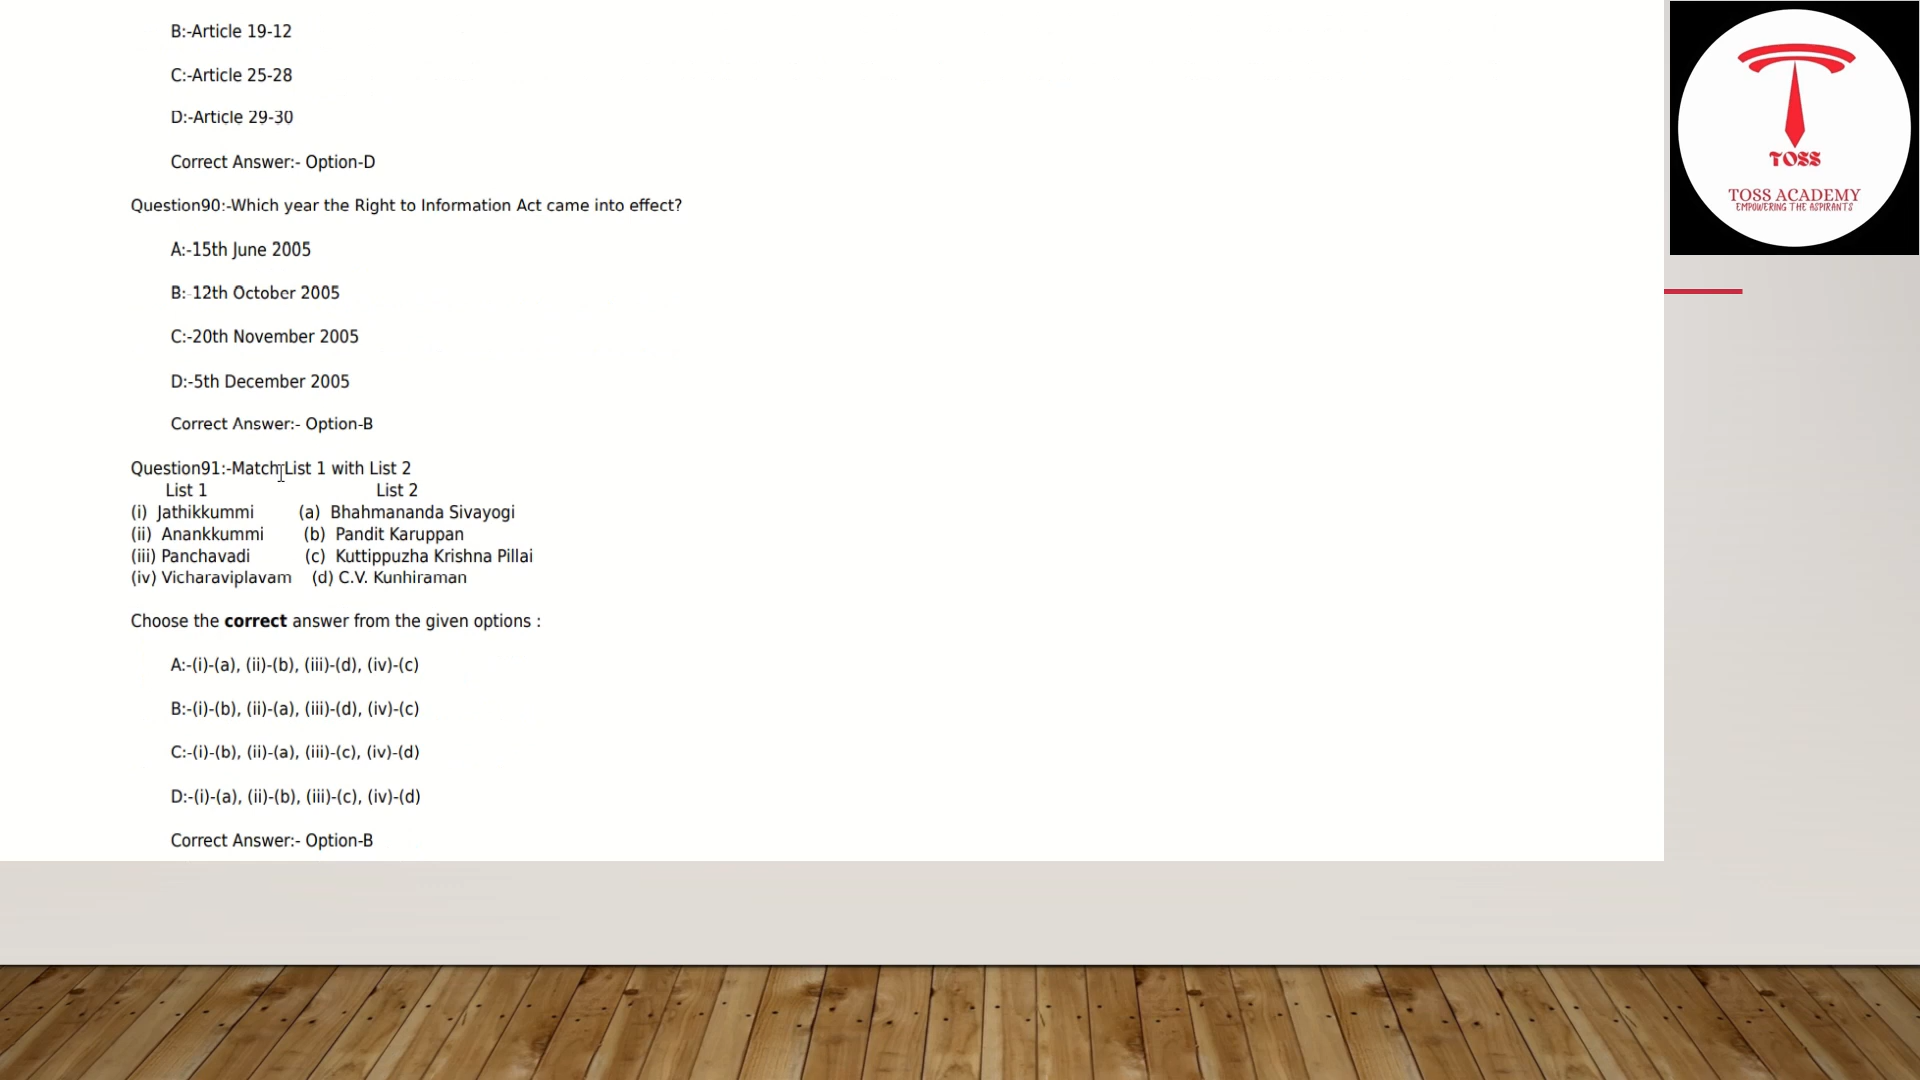 B:-Article 19-12
C:-Article 25-28
D:-Article 29-30
Correct Answer:- Option-D
Question90:-Which year the Right to Information Act came into effect?
A:-15th June 2005
B:-12th October 2005
C:-20th November 2005
D:-5th December 2005
Correct Answer:- Option-B
Question91:-Match List 1 with List 2
List 1 List 2
(i) Jathikkummi (a) Bhahmananda Sivayogi
(ii) Anankkummi (b) Pandit Karuppan
(iii) Panchavadi (c) Kuttippuzha Krishna Pillai
(iv) Vicharaviplavam (d) C.V. Kunhiraman
Choose the correct answer from the given options :
A:-(i)-(a), (ii)-(b), (iii)-(d), (iv)-(c)
B:-(i)-(b), (ii)-(a), (iii)-(d), (iv)-(c)
C:-(i)-(b), (ii)-(a), (iii)-(c), (iv)-(d)
D:-(i)-(a), (ii)-(b), (iii)-(c), (iv)-(d)
Correct Answer:- Option-B
TOSS
TOSS ACADEMY
EMPOWERING THE ASPIRANTS